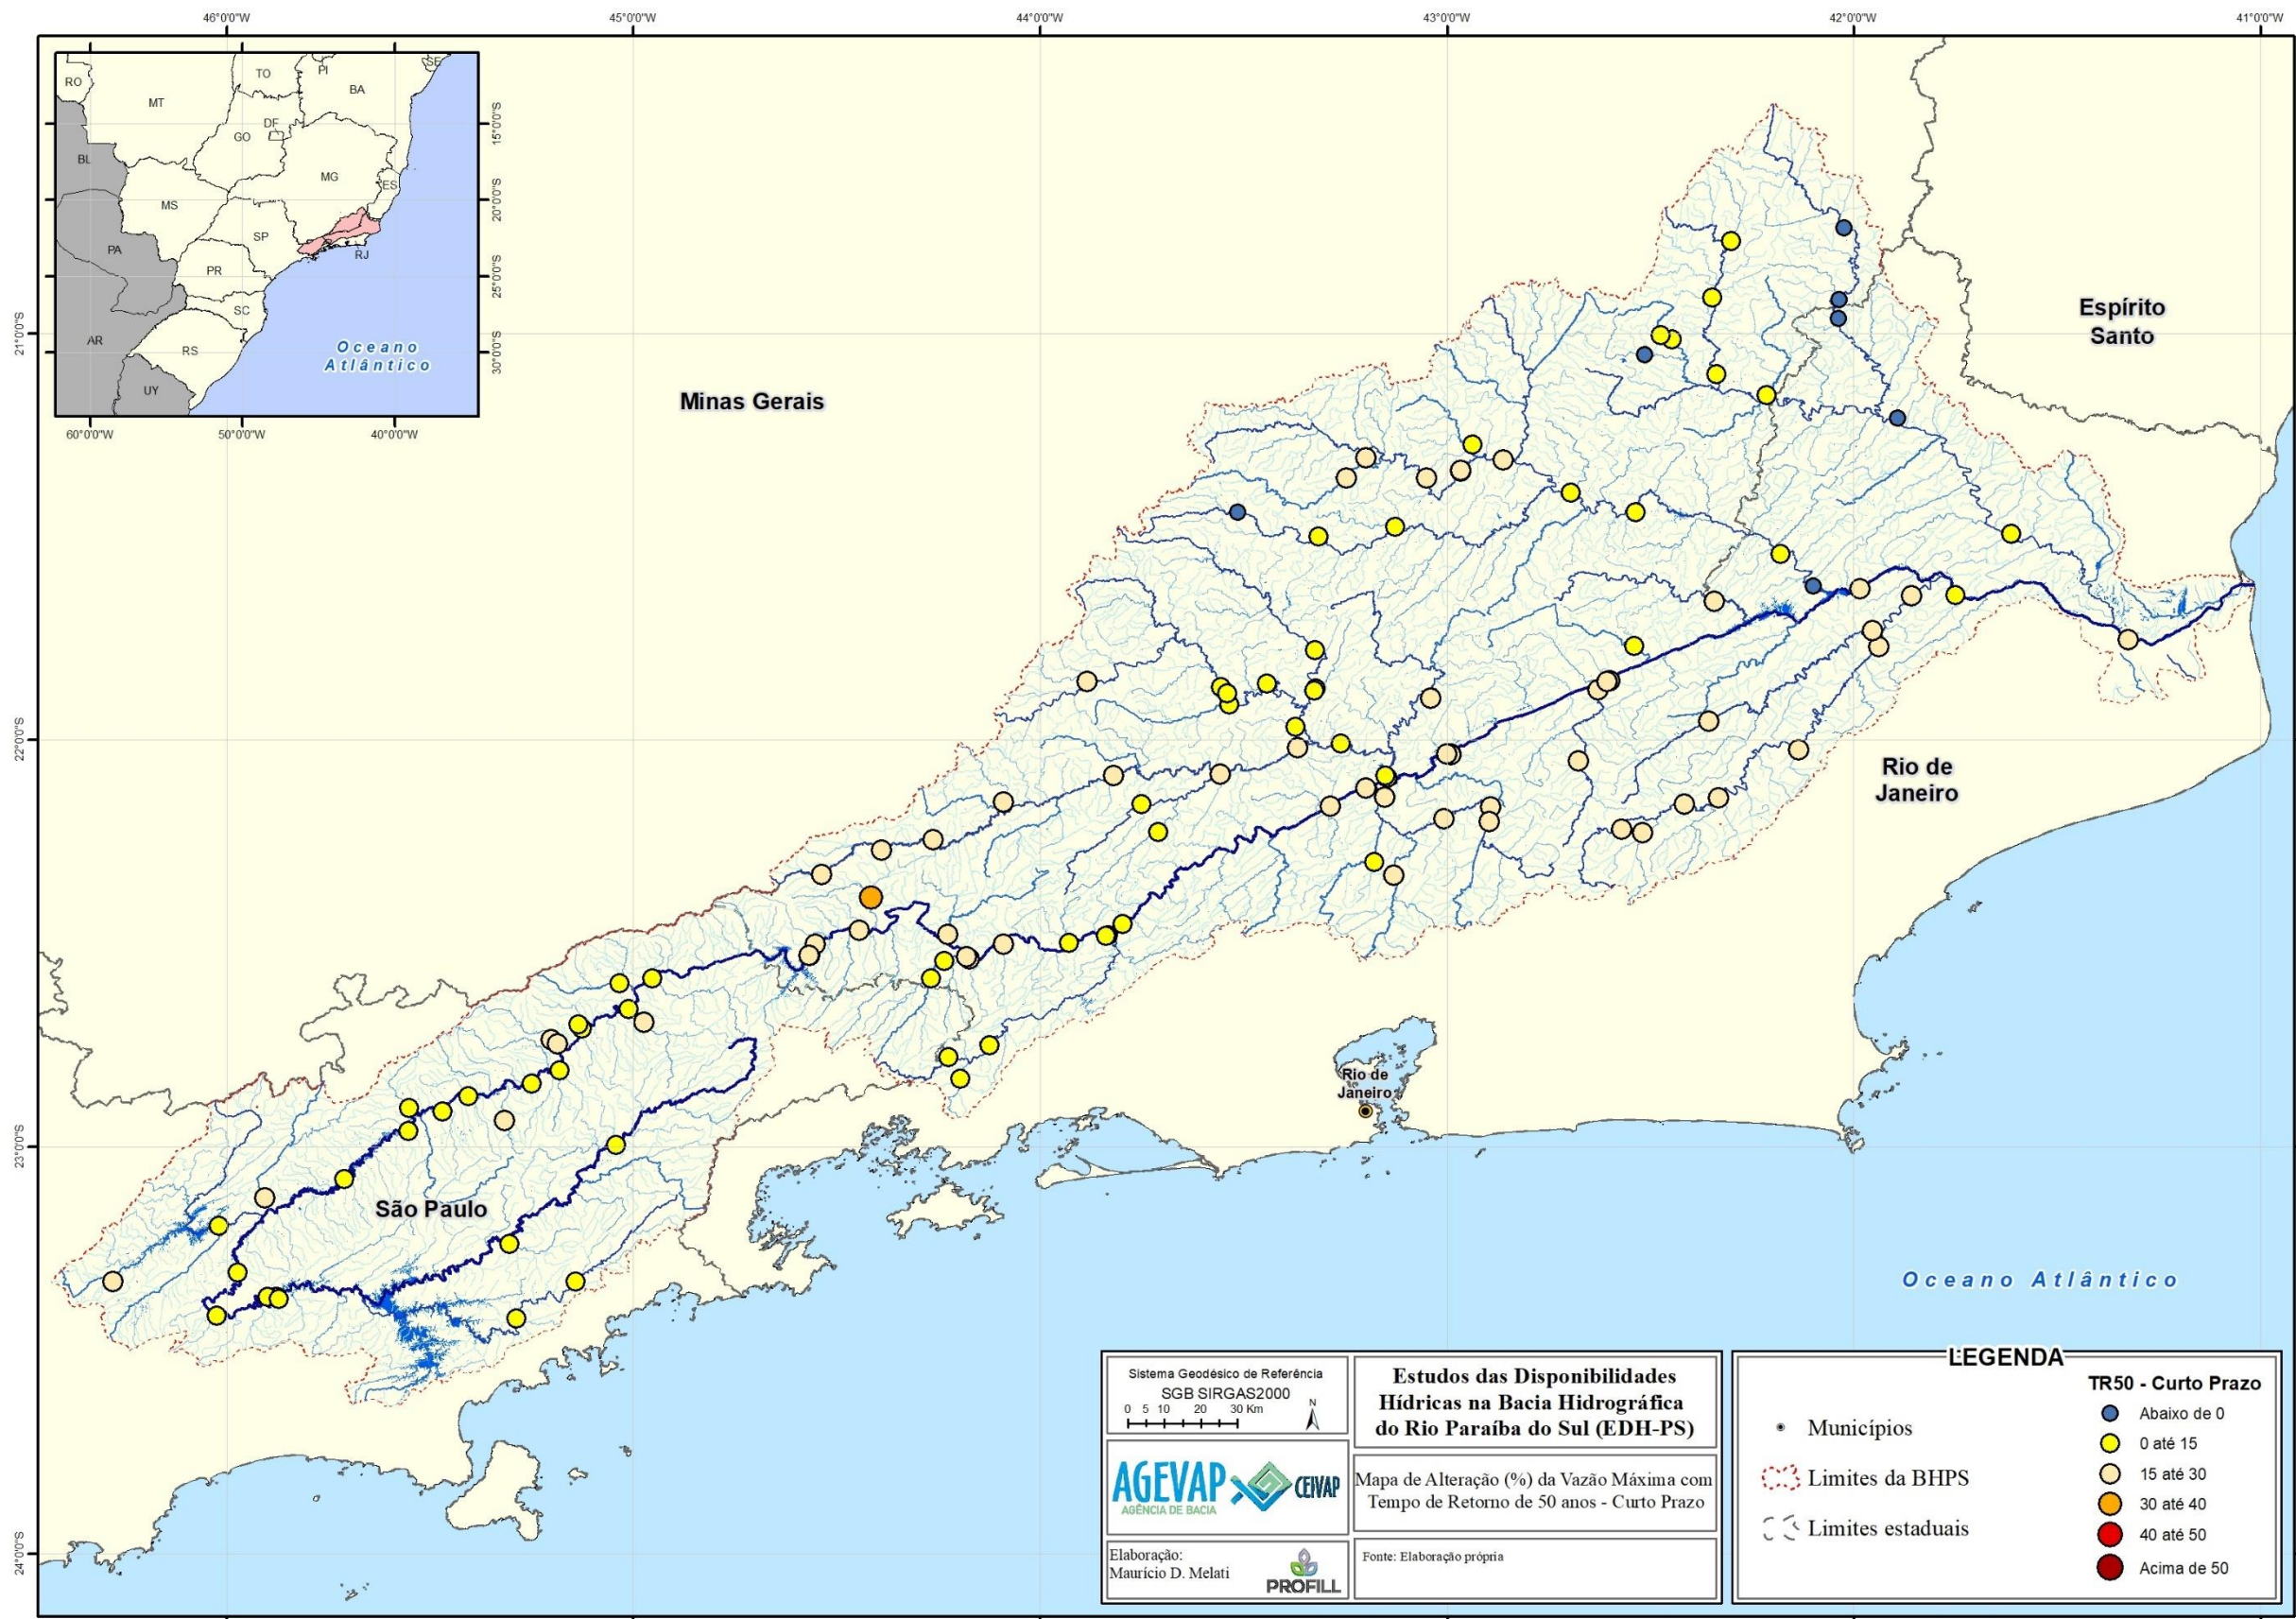 46°0'0"W
45°0'0"W
44°0'0"W
43°0'0"W
42°0'0"W
41°0'0"W
RO
MT
TO
PI
SE
BA
DF
GO
BL
MG
ES
MS
SP
PA
RJ
PR
SC
AR
RS
UY
Oceano
Atlântico
15°0'0"S
20°0'0"S
25°0'0"S
30°0'0"S
60°0'0"W
50°0'0"W
40°0'0"W
21°0'0"S
22°0'0"S
23°0'0"S
24°0'0"S
Espírito
Santo
Minas Gerais
Rio de
Janeiro
Rio de
Janeiro
São Paulo
Oceano Atlântico
Sistema Geodésico de Referência
SGB SIRGAS2000
0 5 10 20 30 Km
N
Estudos das Disponibilidades
Hídricas na Bacia Hidrográfica
do Rio Paraíba do Sul (EDH-PS)
AGEVAP
AGÊNCIA DE BACIA
CEIVAP
Mapa de Alteração (%) da Vazão Máxima com
Tempo de Retorno de 50 anos - Curto Prazo
Elaboração:
Maurício D. Melati
PROFILL
Fonte: Elaboração própria
LEGENDA
Municípios
Limites da BHPS
Limites estaduais
TR50 - Curto Prazo
Abaixo de 0
0 até 15
15 até 30
30 até 40
40 até 50
Acima de 50